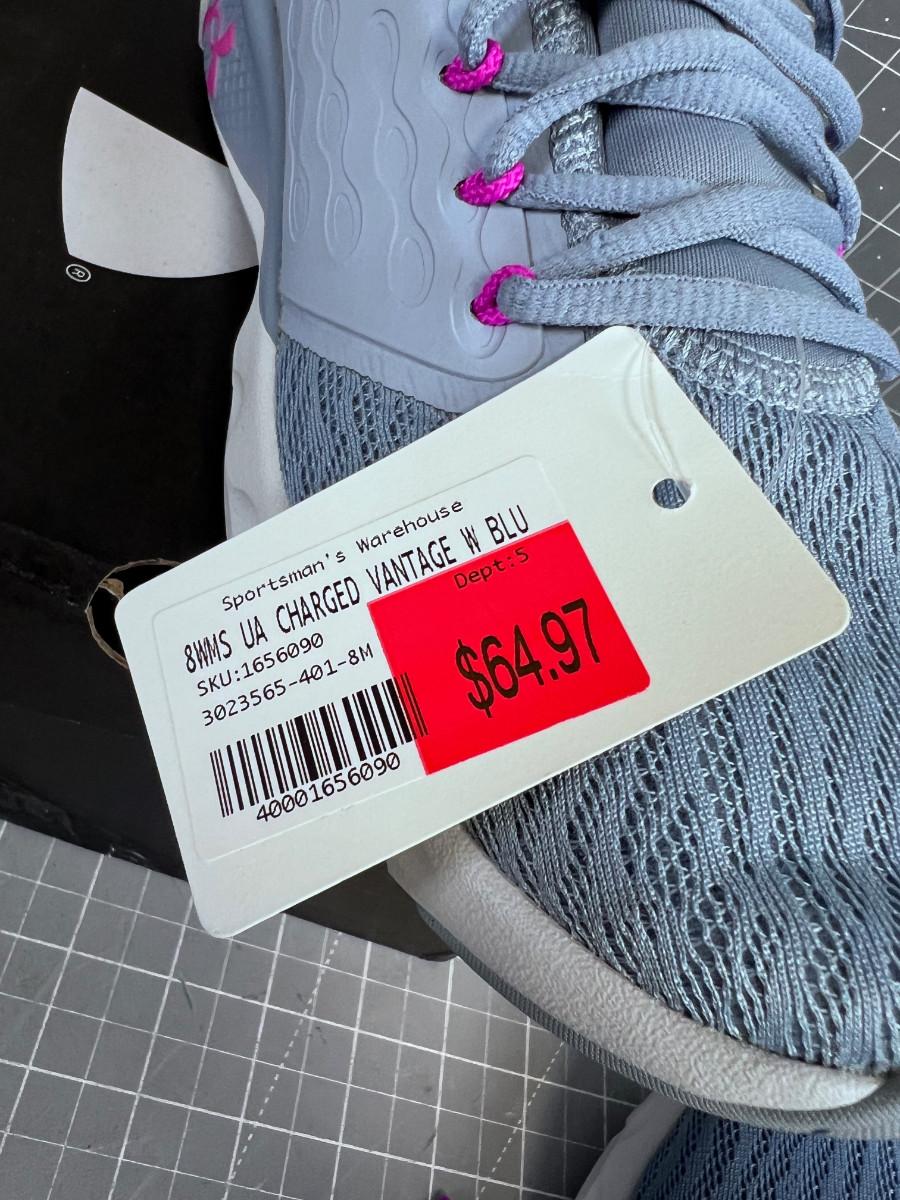 Sportsman's Warehouse
8WMS UA CHARGED VANTAGE W BLU
Dept:5
SKU:1656090
3023565-401-8M
$64.97
40001656090
®